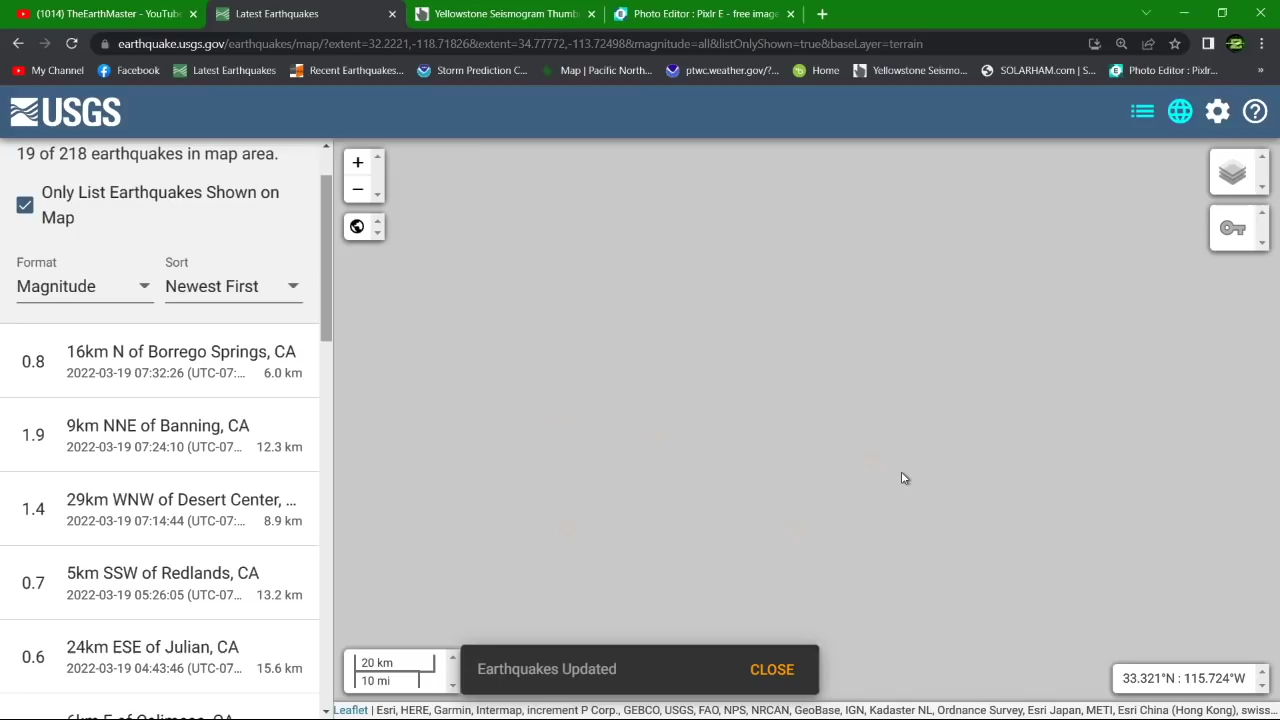 (1014) TheEarthMaster - YouTube
Latest Earthquakes
Yellowstone Seismogram Thumb
Photo Editor : Pixlr E - free image
earthquake.usgs.gov/earthquakes/map/?extent=32.2221,-118.71826&extent=34.77772,-113.72498&magnitude=all&listOnlyShown=true&baseLayer=terrain
My Channel
Facebook
Latest Earthquakes
Recent Earthquakes...
Storm Prediction C...
Map | Pacific North...
ptwc.weather.gov/?...
Home
Yellowstone Seismo...
SOLARHAM.com | S...
Photo Editor : Pixlr...
USGS
19 of 218 earthquakes in map area.
Only List Earthquakes Shown on
Map
Format
Sort
Magnitude
Newest First
0.8
16km N of Borrego Springs, CA
2022-03-19 07:32:26 (UTC-07:...
6.0 km
1.9
9km NNE of Banning, CA
2022-03-19 07:24:10 (UTC-07...
12.3 km
1.4
29km WNW of Desert Center, ...
2022-03-19 07:14:44 (UTC-07:...
8.9 km
0.7
5km SSW of Redlands, CA
2022-03-19 05:26:05 (UTC-07...
13.2 km
0.6
24km ESE of Julian, CA
2022-03-19 04:43:46 (UTC-07...
15.6 km
6km E of Calimesa, CA
20 km
10 mi
Earthquakes Updated
CLOSE
33.321°N : 115.724°W
Leaflet | Esri, HERE, Garmin, Intermap, increment P Corp., GEBCO, USGS, FAO, NPS, NRCAN, GeoBase, IGN, Kadaster NL, Ordnance Survey, Esri Japan, METI, Esri China (Hong Kong), swiss...